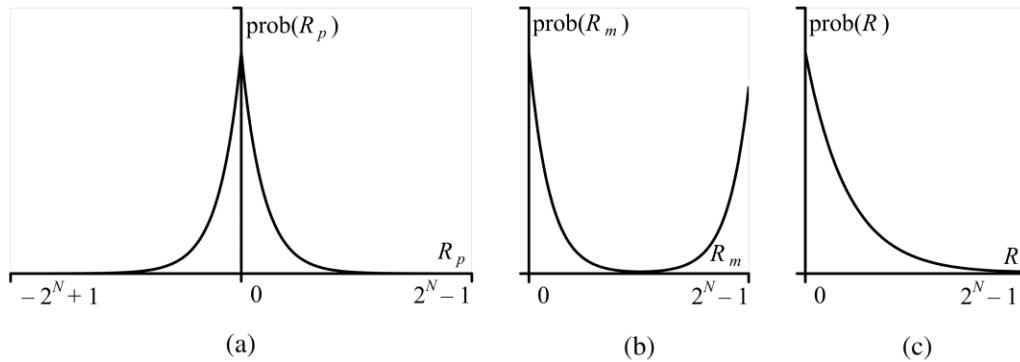 prob(R_p)
R_p
−2^N+1
0
2^N−1
(a)
prob(R_m)
R_m
0
2^N−1
(b)
prob(R)
R
0
2^N−1
(c)